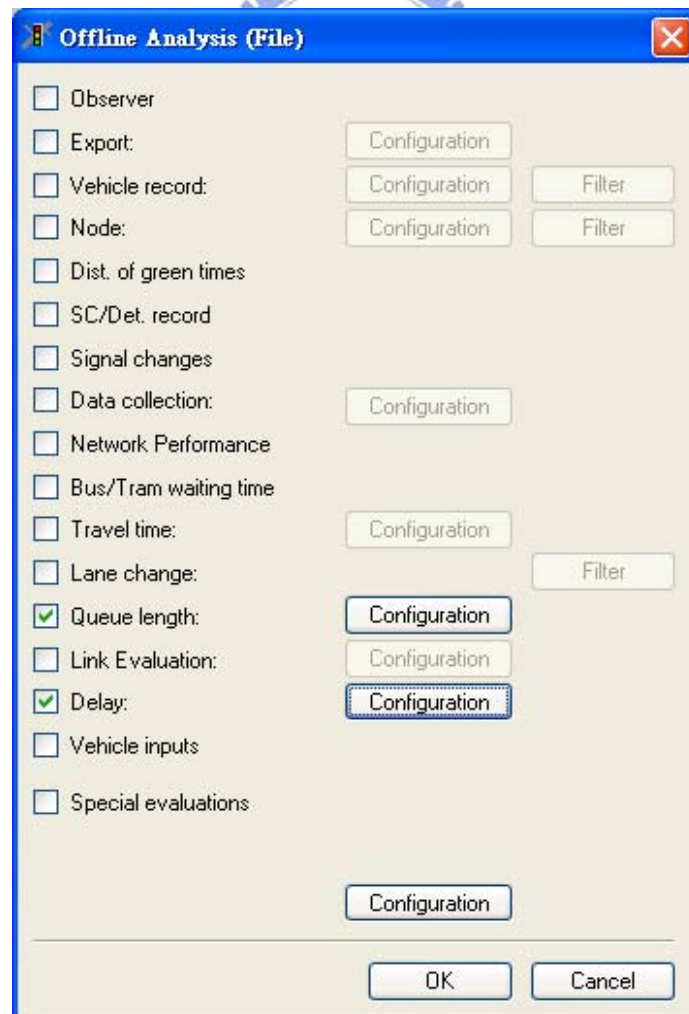 Offline Analysis (File)
Observer
Export: Configuration
Vehicle record: Configuration Filter
Node: Configuration Filter
Dist. of green times
SC/Det. record
Signal changes
Data collection: Configuration
Network Performance
Bus/Tram waiting time
Travel time: Configuration
Lane change: Filter
Queue length: Configuration
Link Evaluation: Configuration
Delay: Configuration
Vehicle inputs
Special evaluations
Configuration
OK Cancel